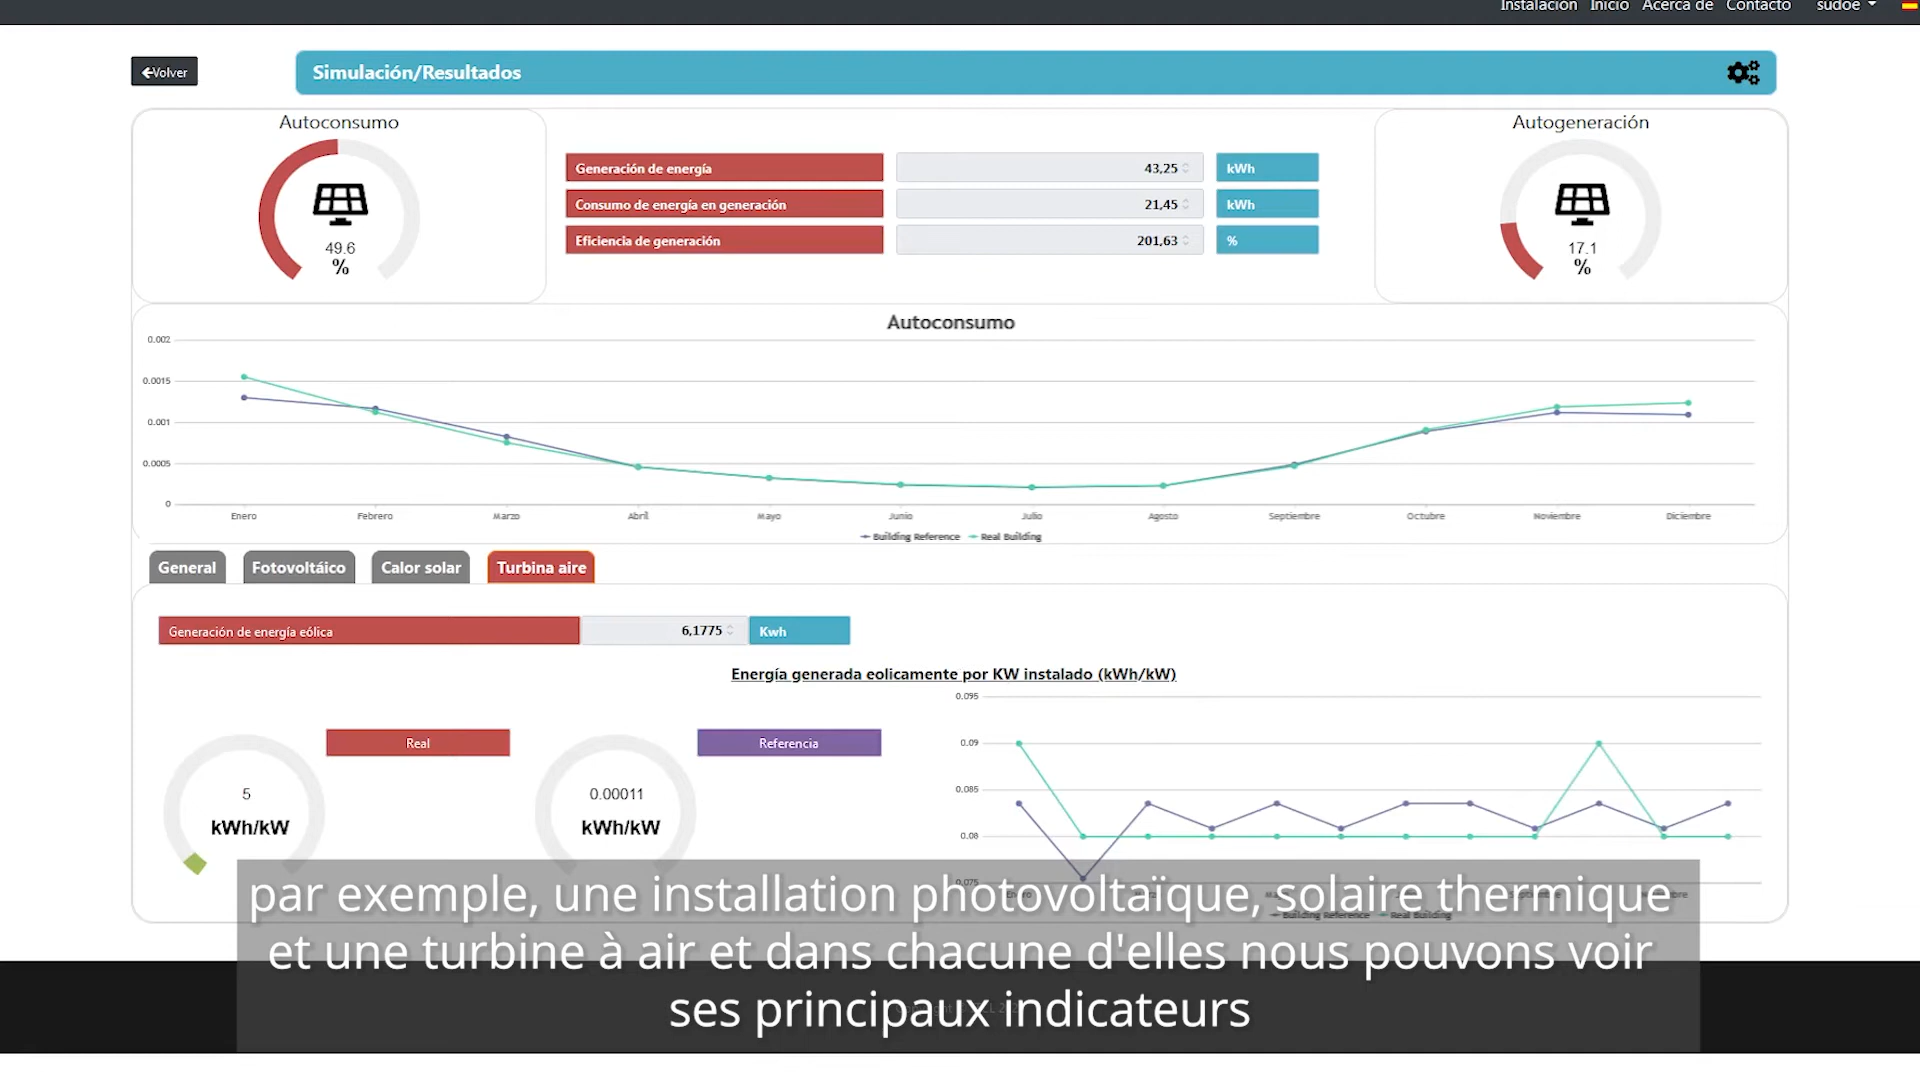 Instalación Inicio Acerca de Contacto sudoe
Volver
Simulación/Resultados
Autoconsumo
49.6
%
Generación de energía 43,25 kWh
Consumo de energía en generación 21,45 kWh
Eficiencia de generación 201,63 %
Autogeneración
17.1
%
Autoconsumo
0.002
0.0015
0.001
0.0005
0
Enero Febrero Marzo Abril Mayo Junio Julio Agosto Septiembre Octubre Noviembre Diciembre
Building Reference Real Building
General Fotovoltáico Calor solar Turbina aire
Generación de energía eólica 6,1775 Kwh
Energía generada eolicamente por KW instalado (kWh/kW)
Real
5
kWh/kW
Referencia
0.00011
kWh/kW
0.095
0.09
0.085
0.08
0.075
Building Reference Real Building
par exemple, une installation photovoltaïque, solaire thermique
et une turbine à air et dans chacune d'elles nous pouvons voir
ses principaux indicateurs